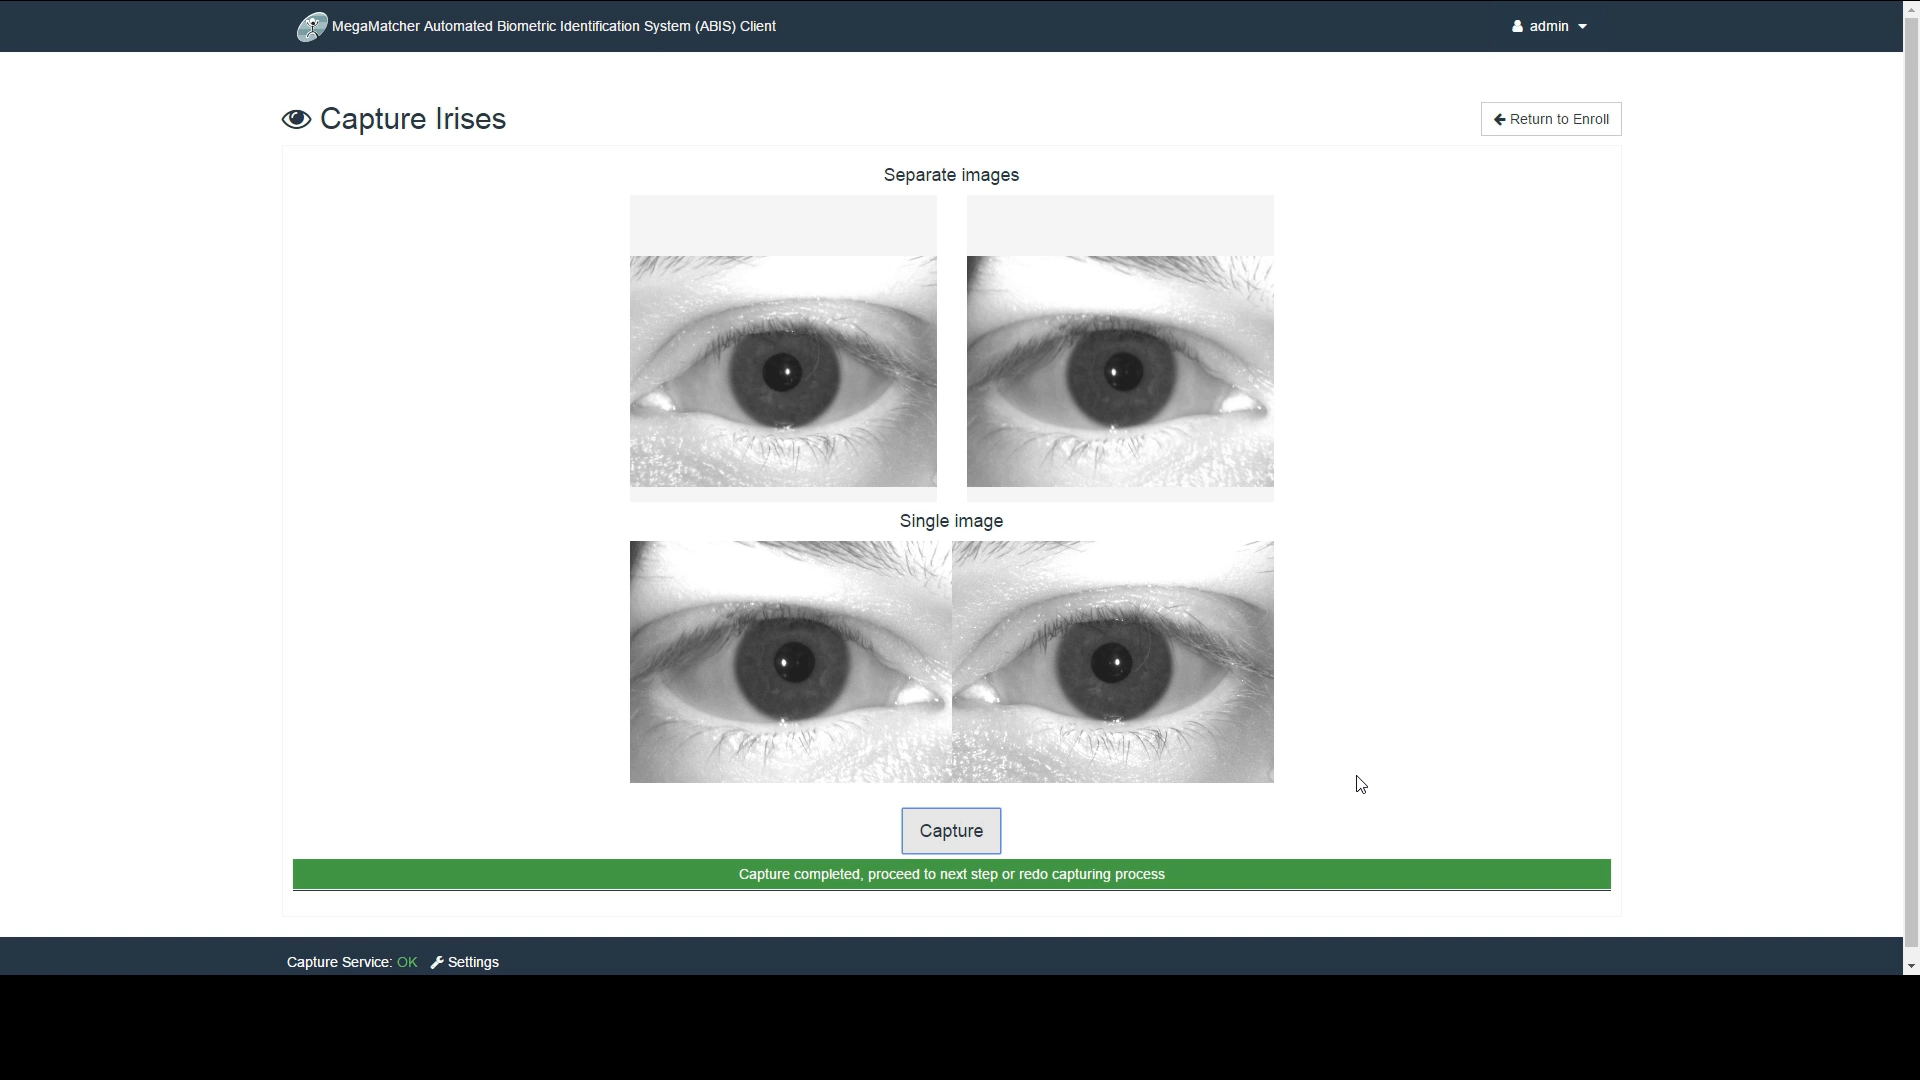 MegaMatcher Automated Biometric Identification System (ABIS) Client
admin
Capture Irises
Return to Enroll
Separate images
Single image
Capture
Capture completed, proceed to next step or redo capturing process
Capture Service: OK Settings